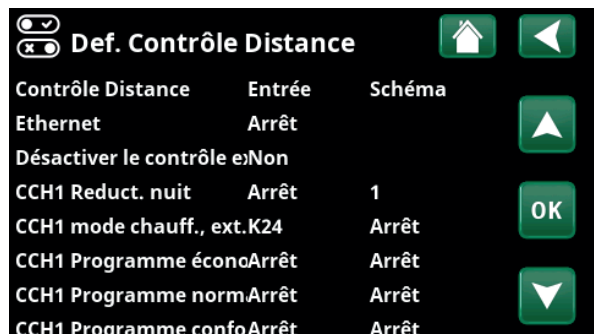 Def. Contrôle Distance
Contrôle Distance Entrée Schéma
Ethernet Arrêt
Désactiver le contrôle e Non
CCH1 Reduct. nuit Arrêt 1
CCH1 mode chauff., ext. K24 Arrêt
OK
CCH1 Programme écono Arrêt Arrêt
CCH1 Programme norm Arrêt Arrêt
CCH1 Programme confo Arrêt Arrêt